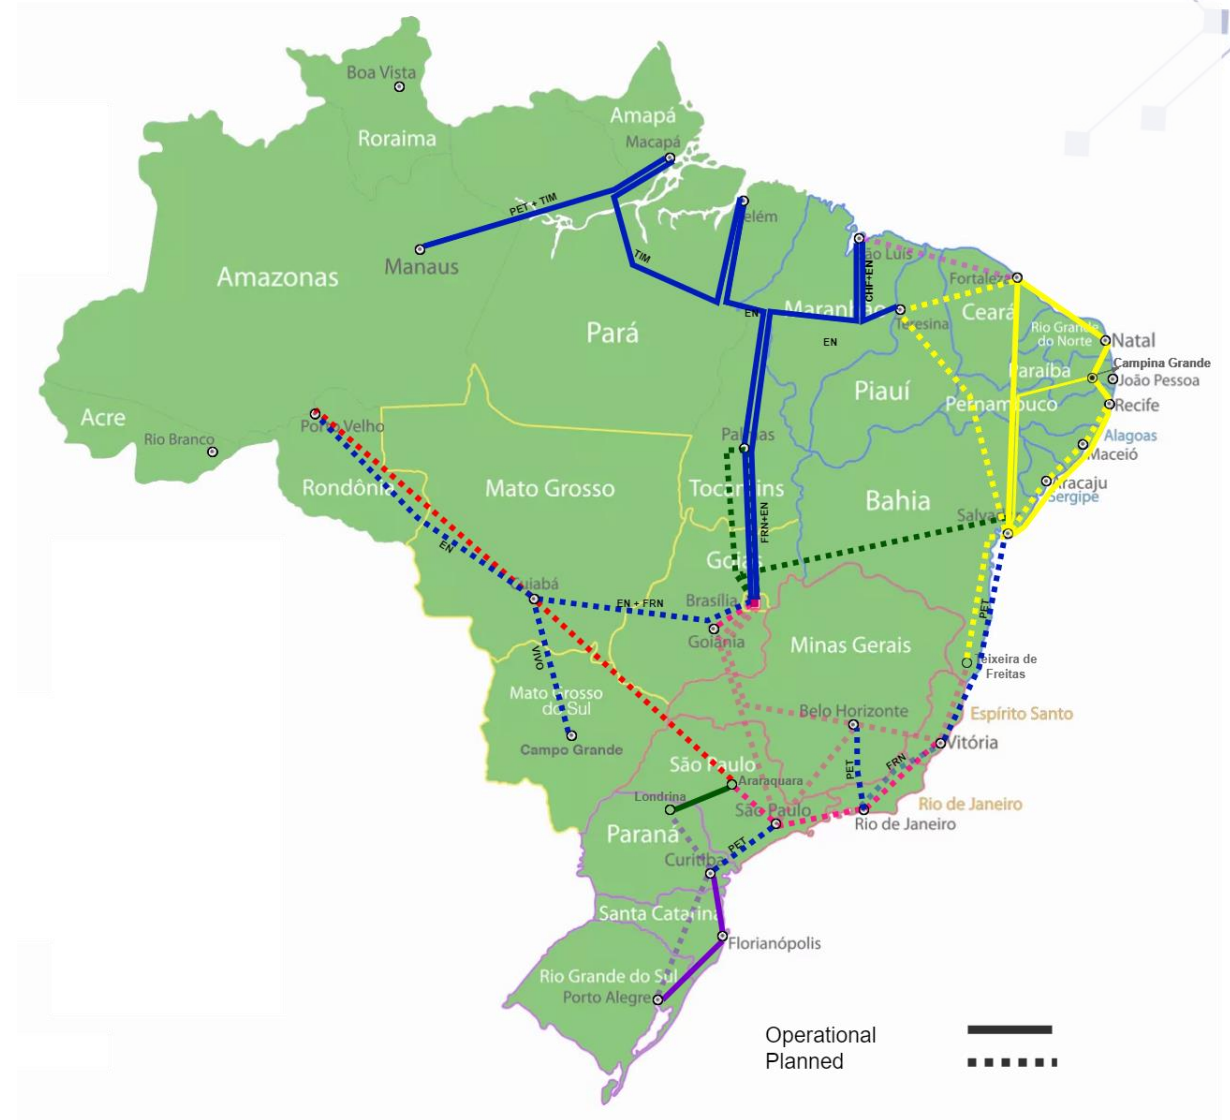 Boa Vista
Roraima
Amapá
Macapá
PET + TIM
Manaus
Amazonas
TIM
elém
ão Luis
CHF+EN
Fortaleza
Maranhão
Teresina
Ceará
EN
EN
Rio Grande
do Norte
Natal
Campina Grande
Paraíba
João Pessoa
Pará
Piauí
Pernambuco
Recife
Acre
Rio Branco
Porto Velho
Palmas
Alagoas
Maceió
Rondônia
Mato Grosso
Tocantins
Bahia
Aracaju
Sergipe
Salvad
FRN+EN
EN
Goiás
Cuiabá
EN + FRN
Brasília
Goiânia
PET
Minas Gerais
VIVO
Teixeira de
Freitas
Mato Grosso
do Sul
Campo Grande
Belo Horizonte
Espírito Santo
Vitória
PET
FRN
São Paulo
Araraquara
Londrina
São Paulo
Rio de Janeiro
Rio de Janeiro
Paraná
PET
Curitiba
Santa Catarina
Florianópolis
Rio Grande do Sul
Porto Alegre
Operational
Planned